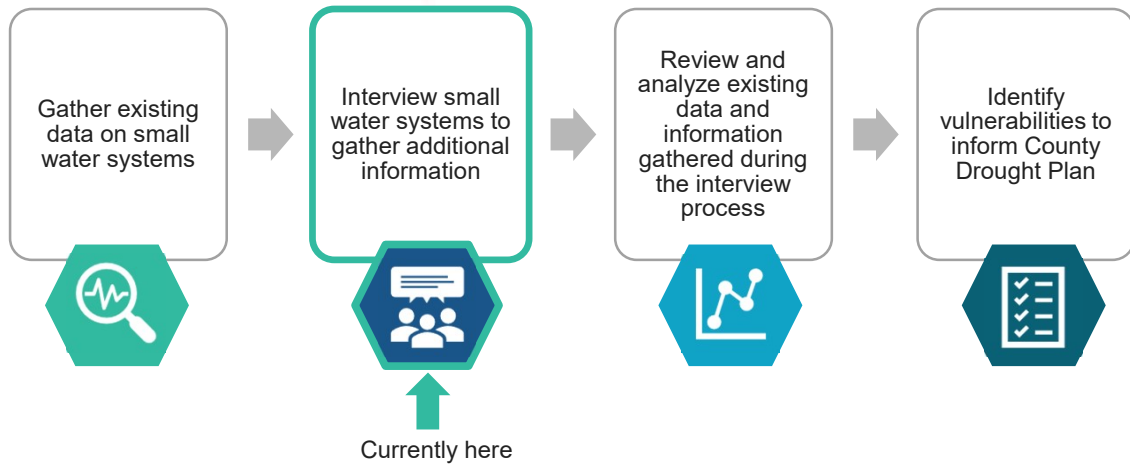 Gather existing
data on small
water systems
Interview small
water systems to
gather additional
information
Review and
analyze existing
data and
information
gathered during
the interview
process
Identify
vulnerabilities to
inform County
Drought Plan
Currently here